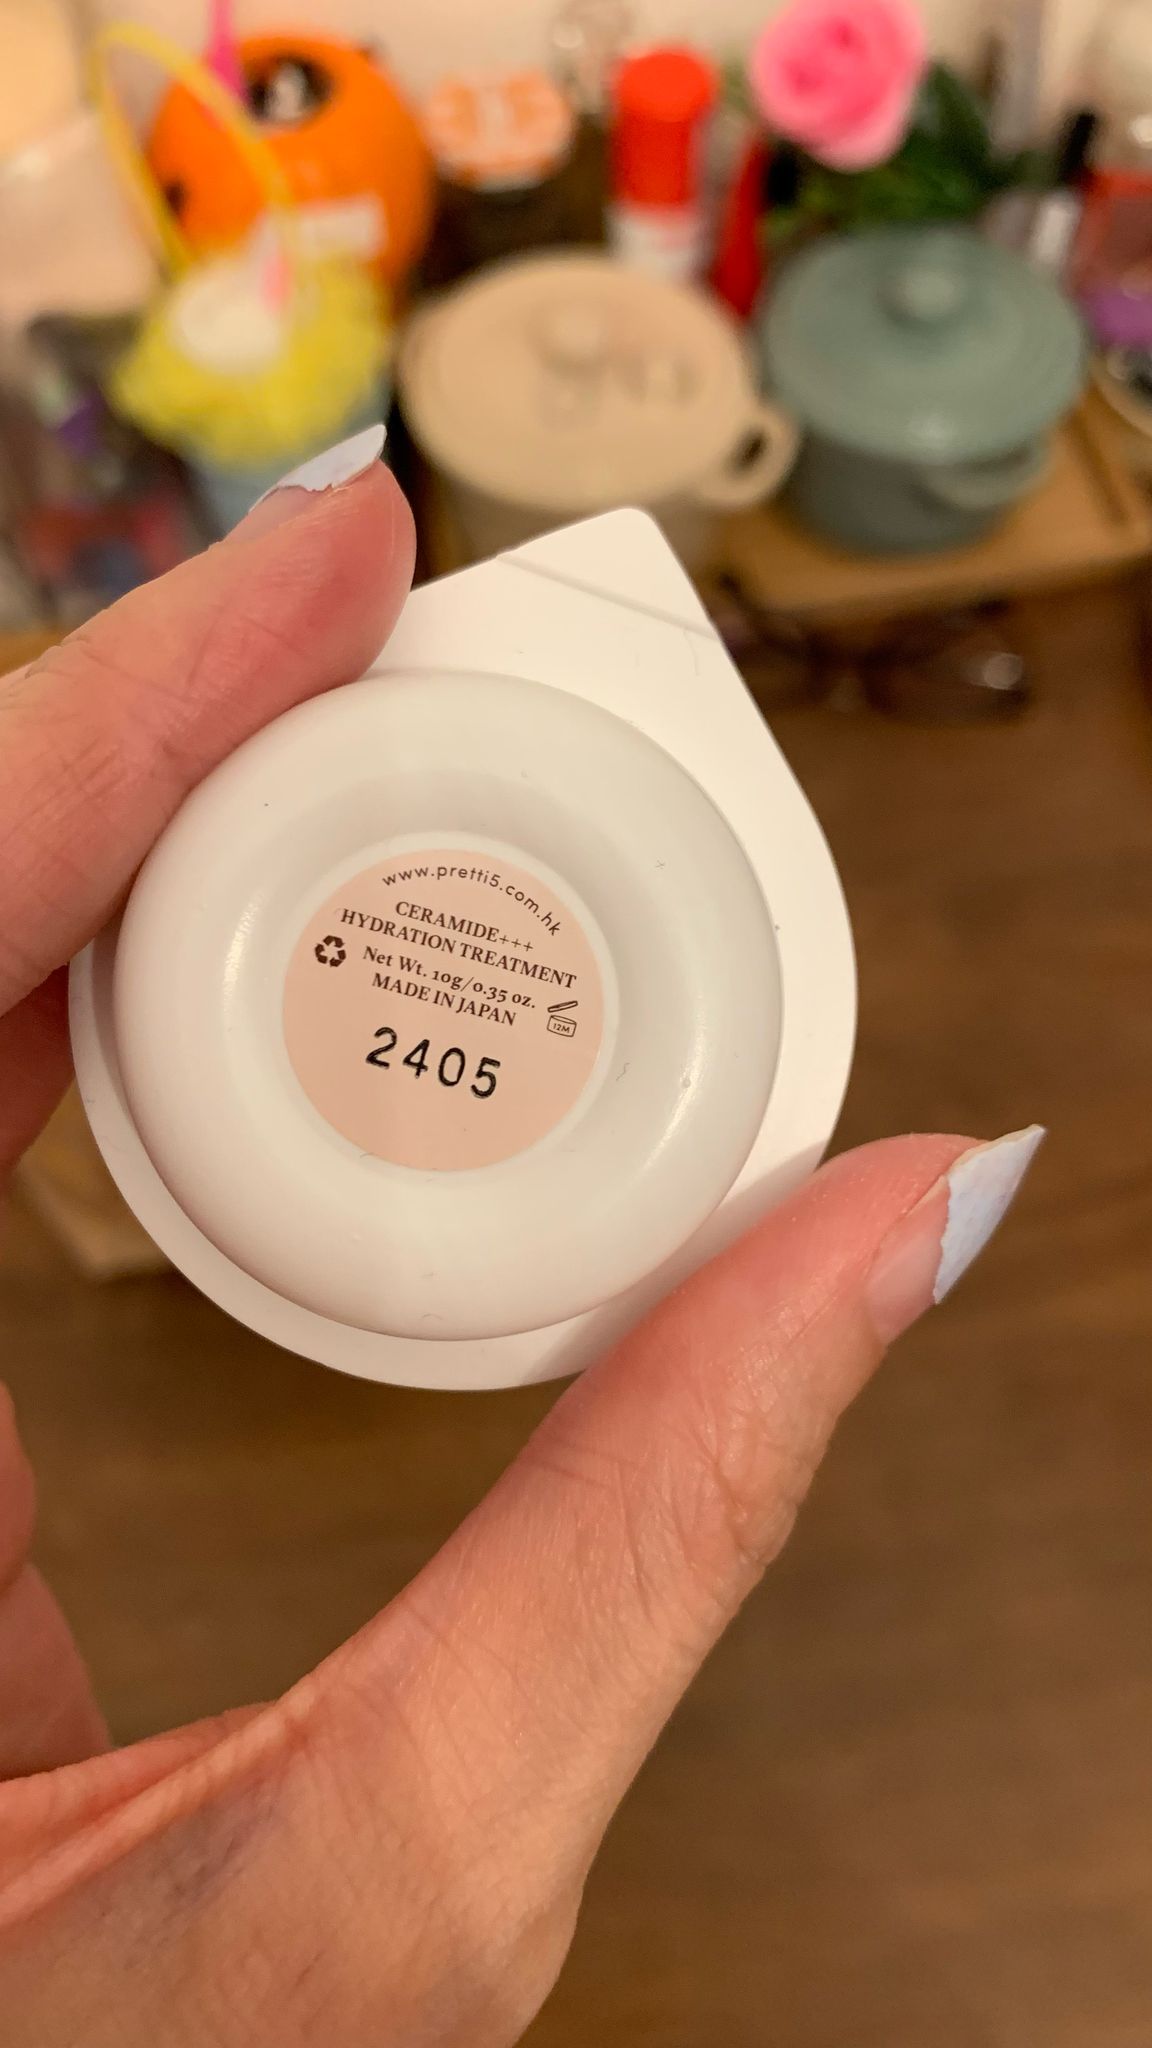 www.pretti5.com.hk
CERAMIDE+++
HYDRATION TREATMENT
Net Wt. 10g/0.35 oz.
MADE IN JAPAN
12M
2405